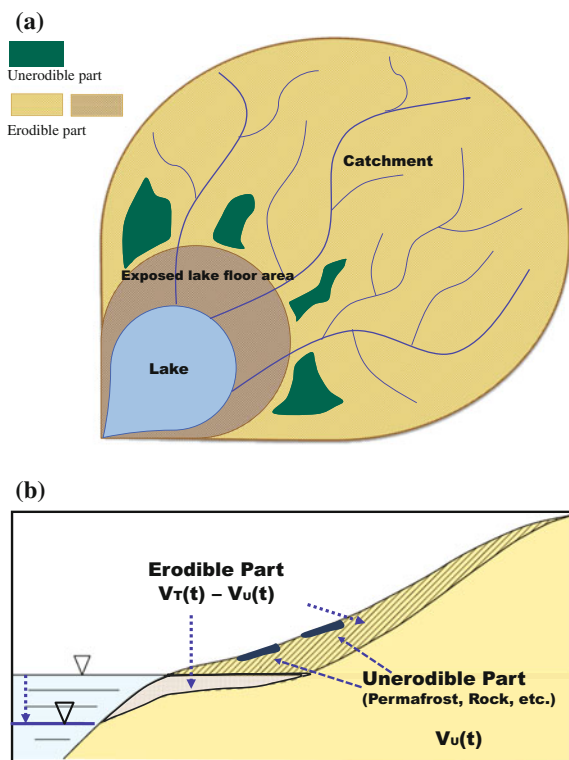 (a)
Unerodible part
Erodible part
Catchment
Exposed lake floor area
Lake
(b)
Erodible Part
VT(t) – VU(t)
Unerodible Part
(Permafrost, Rock, etc.)
VU(t)